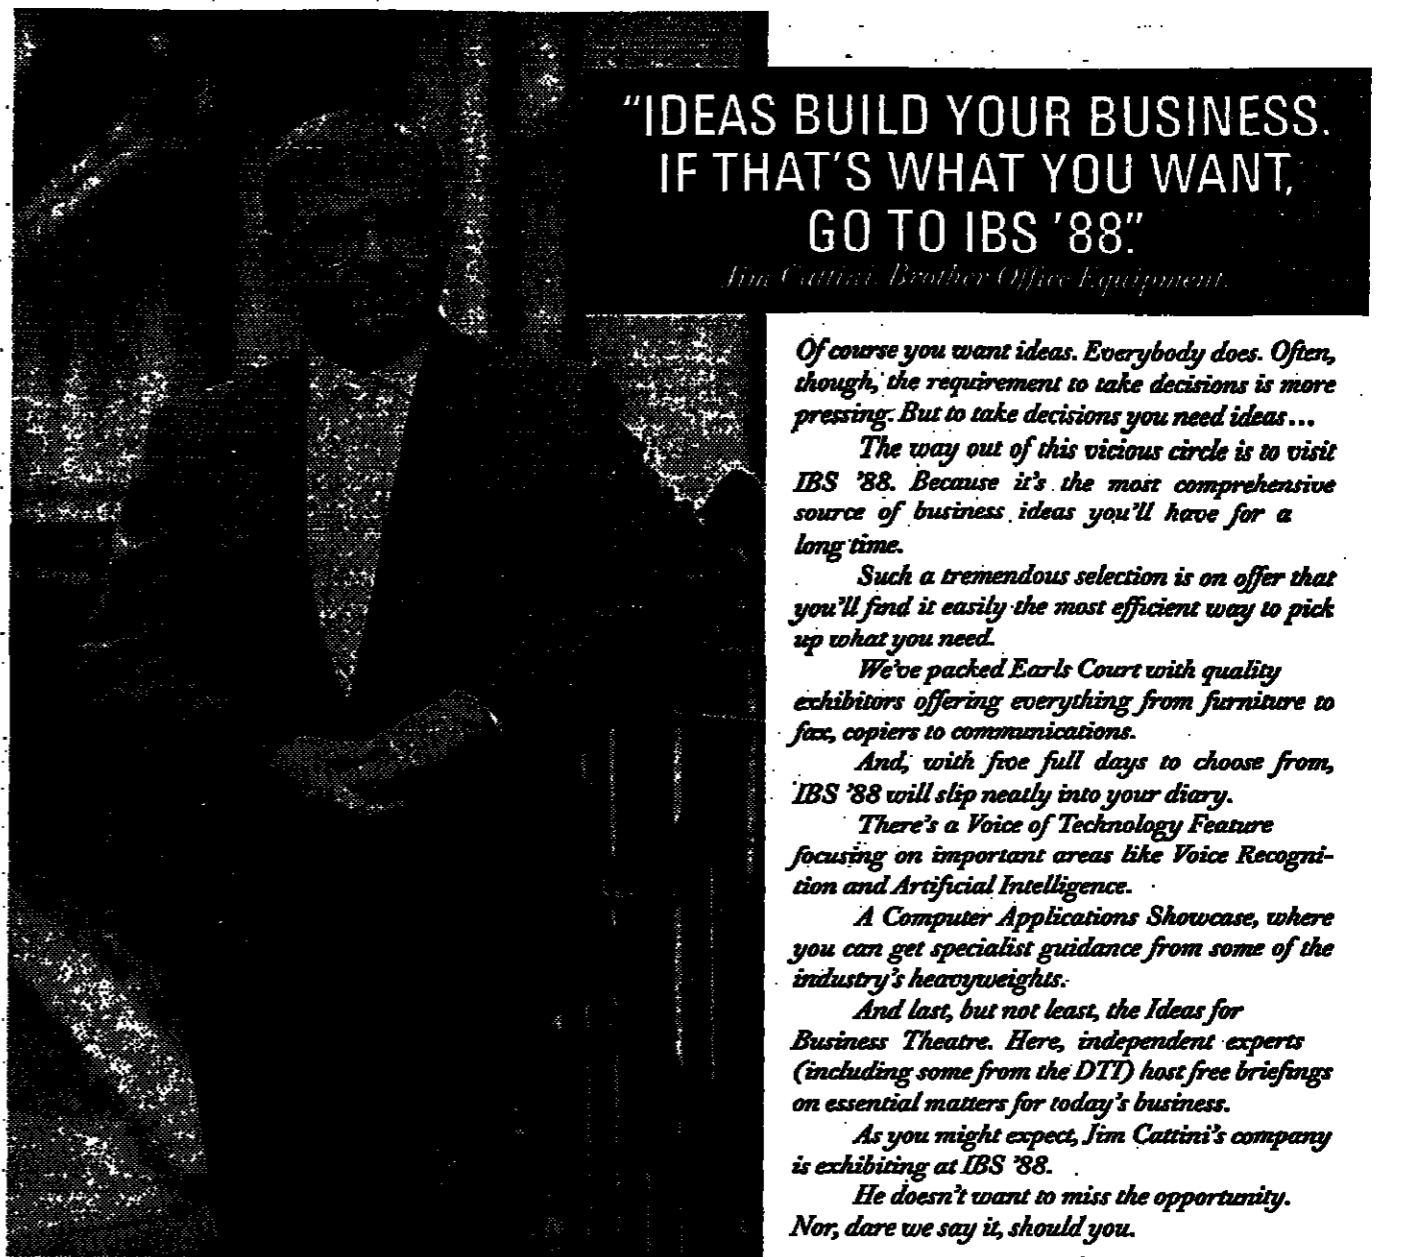 “IDEAS BUILD YOUR BUSINESS.
IF THAT’S WHAT YOU WANT,
GO TO IBS ’88.”
Jim Cattini. Brother Office Equipment.
Of course you want ideas. Everybody does. Often,
though, the requirement to take decisions is more
pressing. But to take decisions you need ideas...
The way out of this vicious circle is to visit
IBS ’88. Because it’s the most comprehensive
source of business ideas you’ll have for a
long time.
Such a tremendous selection is on offer that
you’ll find it easily the most efficient way to pick
up what you need.
We’ve packed Earls Court with quality
exhibitors offering everything from furniture to
fax, copiers to communications.
And, with five full days to choose from,
IBS ’88 will slip neatly into your diary.
There’s a Voice of Technology Feature
focusing on important areas like Voice Recogni-
tion and Artificial Intelligence.
A Computer Applications Showcase, where
you can get specialist guidance from some of the
industry’s heavyweights.
And last, but not least, the Ideas for
Business Theatre. Here, independent experts
(including some from the DTI) host free briefings
on essential matters for today’s business.
As you might expect, Jim Cattini’s company
is exhibiting at IBS ’88.
He doesn’t want to miss the opportunity.
Nor, dare we say it, should you.